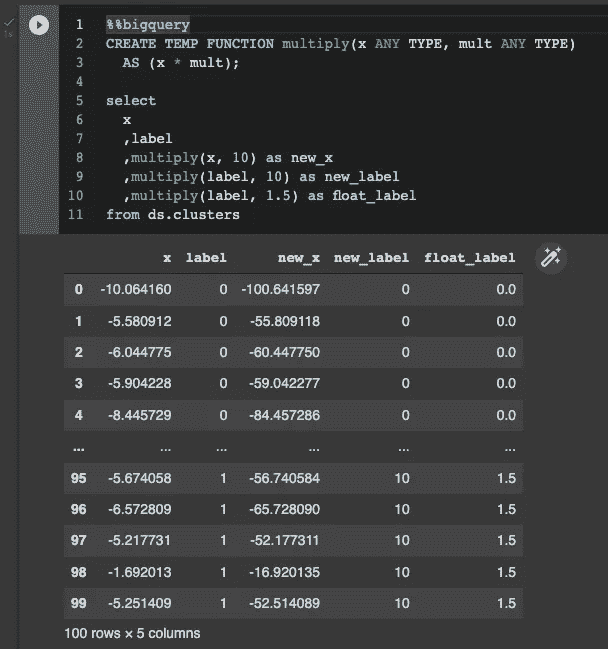 1 %%bigquery
2 CREATE TEMP FUNCTION multiply(x ANY TYPE, mult ANY TYPE)
3 AS (x * mult);
4
5 select
6 x
7 ,label
8 ,multiply(x, 10) as new_x
9 ,multiply(label, 10) as new_label
10 ,multiply(label, 1.5) as float_label
11 from ds.clusters
1s
x label new_x new_label float_label
0 -10.064160 0 -100.641597 0 0.0
1 -5.580912 0 -55.809118 0 0.0
2 -6.044775 0 -60.447750 0 0.0
3 -5.904228 0 -59.042277 0 0.0
4 -8.445729 0 -84.457286 0 0.0
... ... ... ... ... ...
95 -5.674058 1 -56.740584 10 1.5
96 -6.572809 1 -65.728090 10 1.5
97 -5.217731 1 -52.177311 10 1.5
98 -1.692013 1 -16.920135 10 1.5
99 -5.251409 1 -52.514089 10 1.5
100 rows × 5 columns